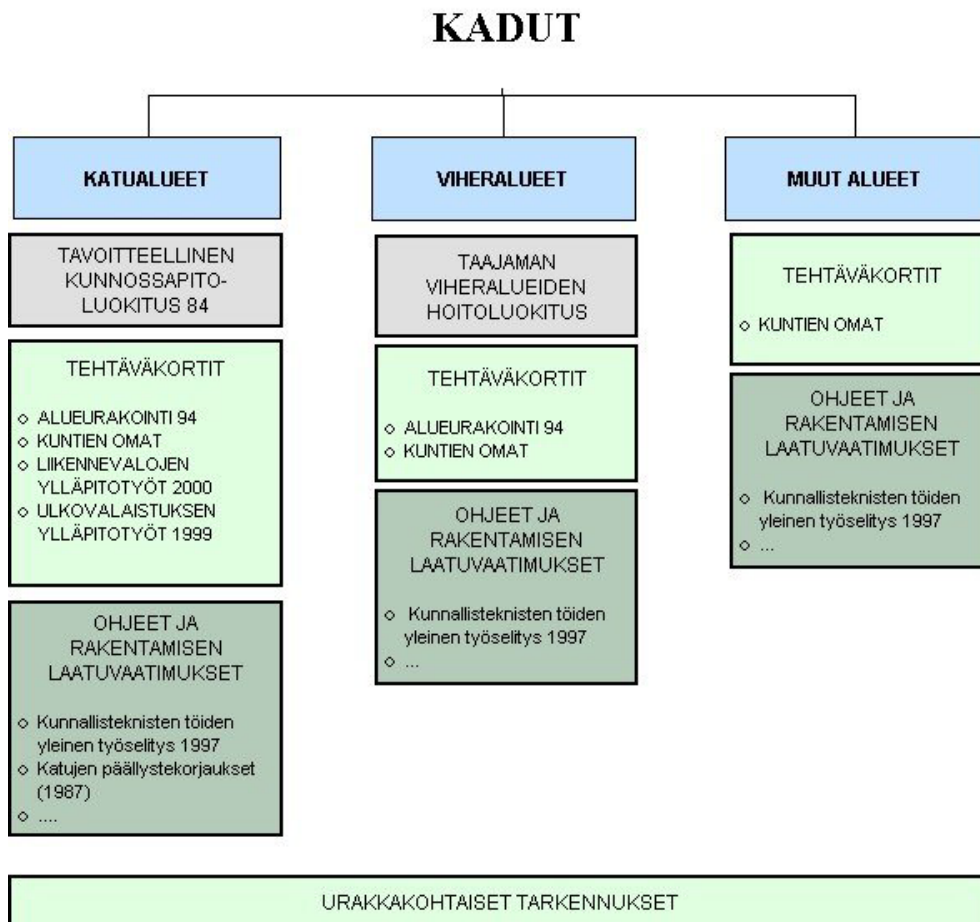 KADUT
KATUALUEET
TAVOITTEELLINEN
KUNNOSSAPITO-
LUOKITUS 84
TEHTÄVÄKORTIT
ALUEURAKOINTI 94
KUNTIEN OMAT
LIIKENNEVALOJEN
YLLÄPITOTYÖT 2000
ULKOVALAISTUKSEN
YLLÄPITOTYÖT 1999
OHJEET JA
RAKENTAMISEN
LAATUVAATIMUKSET
Kunnallisteknisten töiden
yleinen työselitys 1997
Katujen päällystekorjaukset
(1987)
....
VIHERALUEET
TAAJAMAN
VIHERALUEIDEN
HOITOLUOKITUS
TEHTÄVÄKORTIT
ALUEURAKOINTI 94
KUNTIEN OMAT
OHJEET JA
RAKENTAMISEN
LAATUVAATIMUKSET
Kunnallisteknisten töiden
yleinen työselitys 1997
...
MUUT ALUEET
TEHTÄVÄKORTIT
KUNTIEN OMAT
OHJEET JA
RAKENTAMISEN
LAATUVAATIMUKSET
Kunnallisteknisten töiden
yleinen työselitys 1997
...
URAKKAKOHTAISET TARKENNUKSET